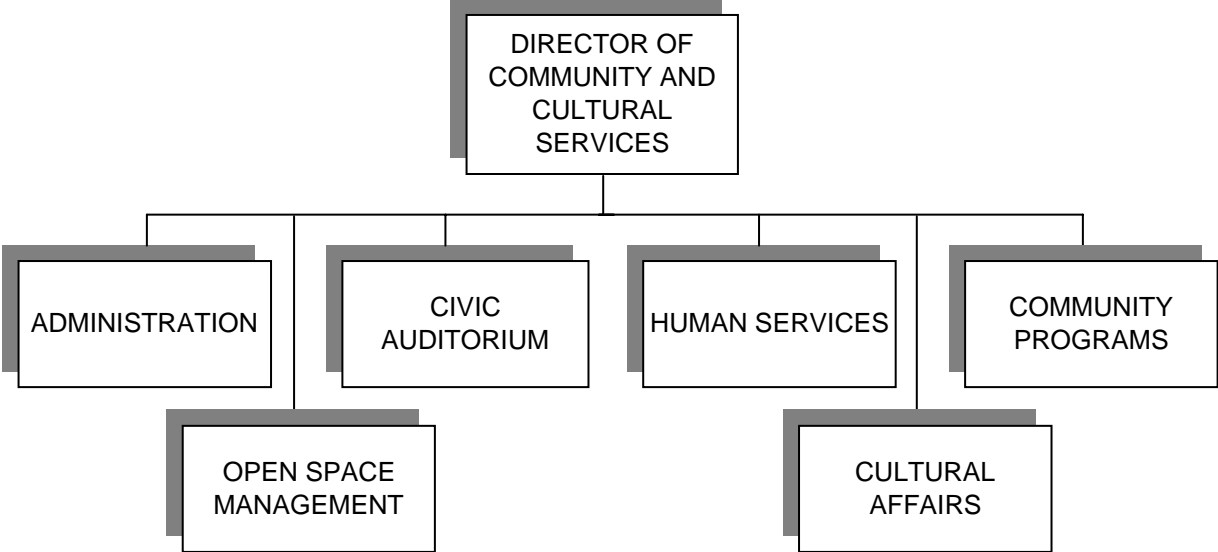 DIRECTOR OF
COMMUNITY AND
CULTURAL
SERVICES
ADMINISTRATION
CIVIC
AUDITORIUM
HUMAN SERVICES
COMMUNITY
PROGRAMS
OPEN SPACE
MANAGEMENT
CULTURAL
AFFAIRS